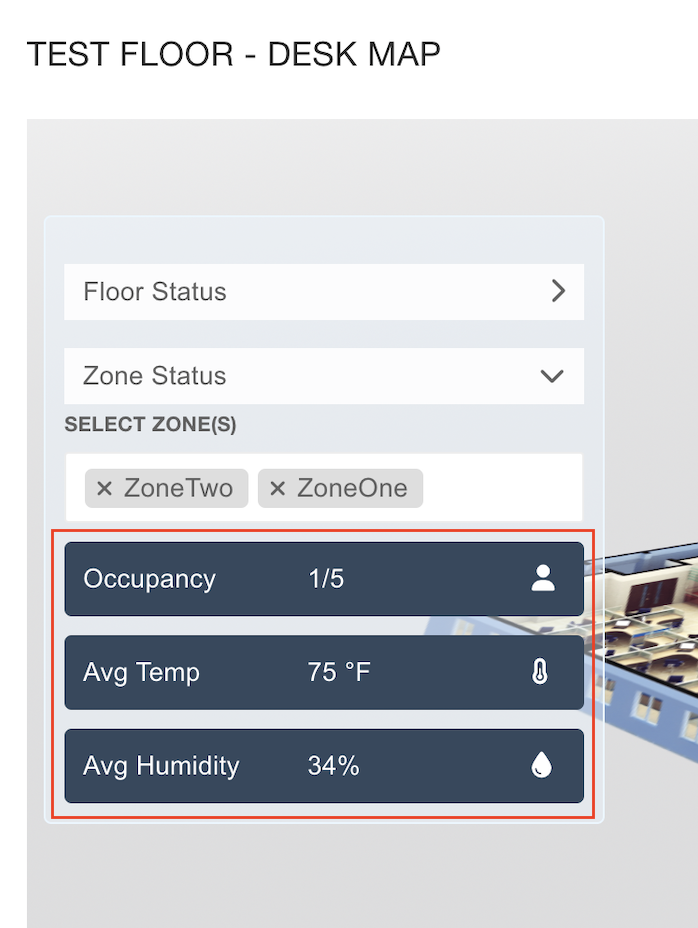 TEST FLOOR - DESK MAP
Floor Status
Zone Status
SELECT ZONE(S)
× ZoneTwo × ZoneOne
Occupancy 1/5
Avg Temp 75 °F
Avg Humidity 34%